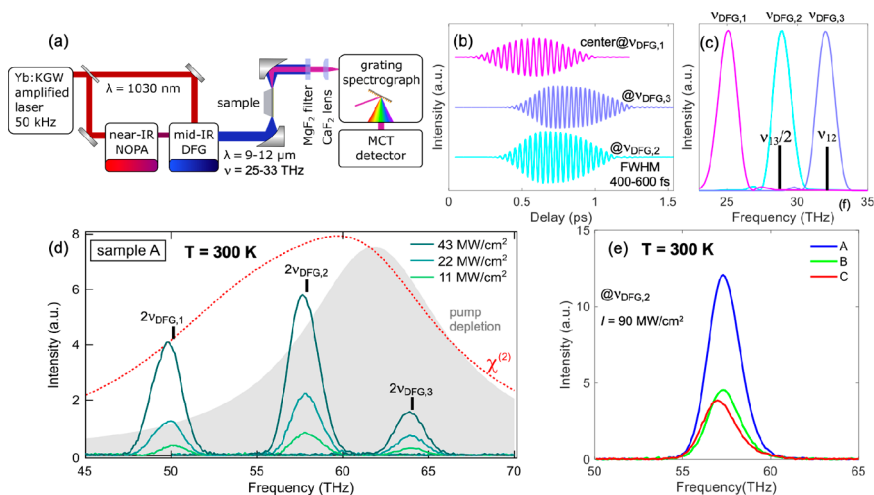 (a)
Yb:KGW
amplified
laser
50 kHz
λ = 1030 nm
near-IR
NOPA
mid-IR
DFG
λ = 9-12 µm
ν = 25-33 THz
sample
MgF2 filter
CaF2 lens
grating
spectrograph
MCT
detector
(b)
center@νDFG,1
@νDFG,3
@νDFG,2
FWHM
400-600 fs
Intensity (a.u.)
0 0.5 1 1.5
Delay (ps)
νDFG,1 νDFG,2 νDFG,3
(c)
ν13/2
ν12
Intensity (a.u.)
25 30 35
(f)
Frequency (THz)
(d)
sample A
T = 300 K
43 MW/cm²
22 MW/cm²
11 MW/cm²
2νDFG,1
2νDFG,2
2νDFG,3
pump
depletion
χ(2)
Intensity (a.u.)
8
6
4
2
0
45 50 55 60 65 70
Frequency (THz)
(e)
T = 300 K
A
B
C
@νDFG,2
I = 90 MW/cm²
Intensity (a.u.)
15
10
5
0
50 55 60 65
Frequency(THz)